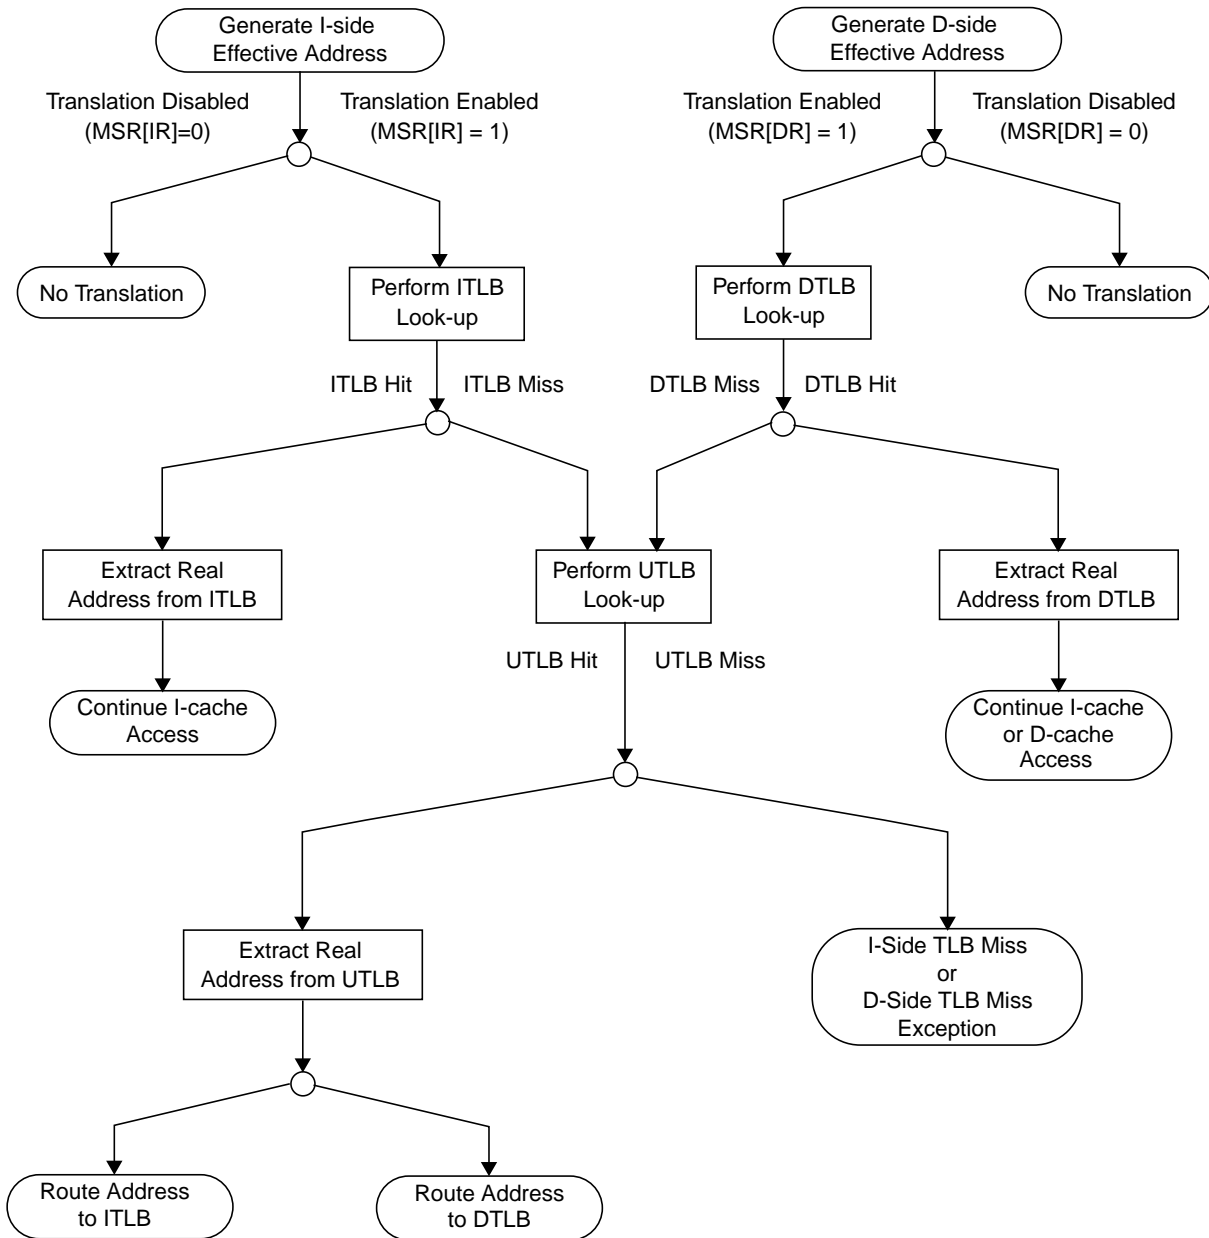 Generate I-side
Effective Address
Generate D-side
Effective Address
Translation Disabled
(MSR[IR]=0)
Translation Enabled
(MSR[IR] = 1)
Translation Enabled
(MSR[DR] = 1)
Translation Disabled
(MSR[DR] = 0)
No Translation
Perform ITLB
Look-up
Perform DTLB
Look-up
No Translation
ITLB Hit
ITLB Miss
DTLB Miss
DTLB Hit
Extract Real
Address from ITLB
Perform UTLB
Look-up
Extract Real
Address from DTLB
UTLB Hit
UTLB Miss
Continue I-cache
Access
Continue I-cache
or D-cache
Access
Extract Real
Address from UTLB
I-Side TLB Miss
or
D-Side TLB Miss
Exception
Route Address
to ITLB
Route Address
to DTLB